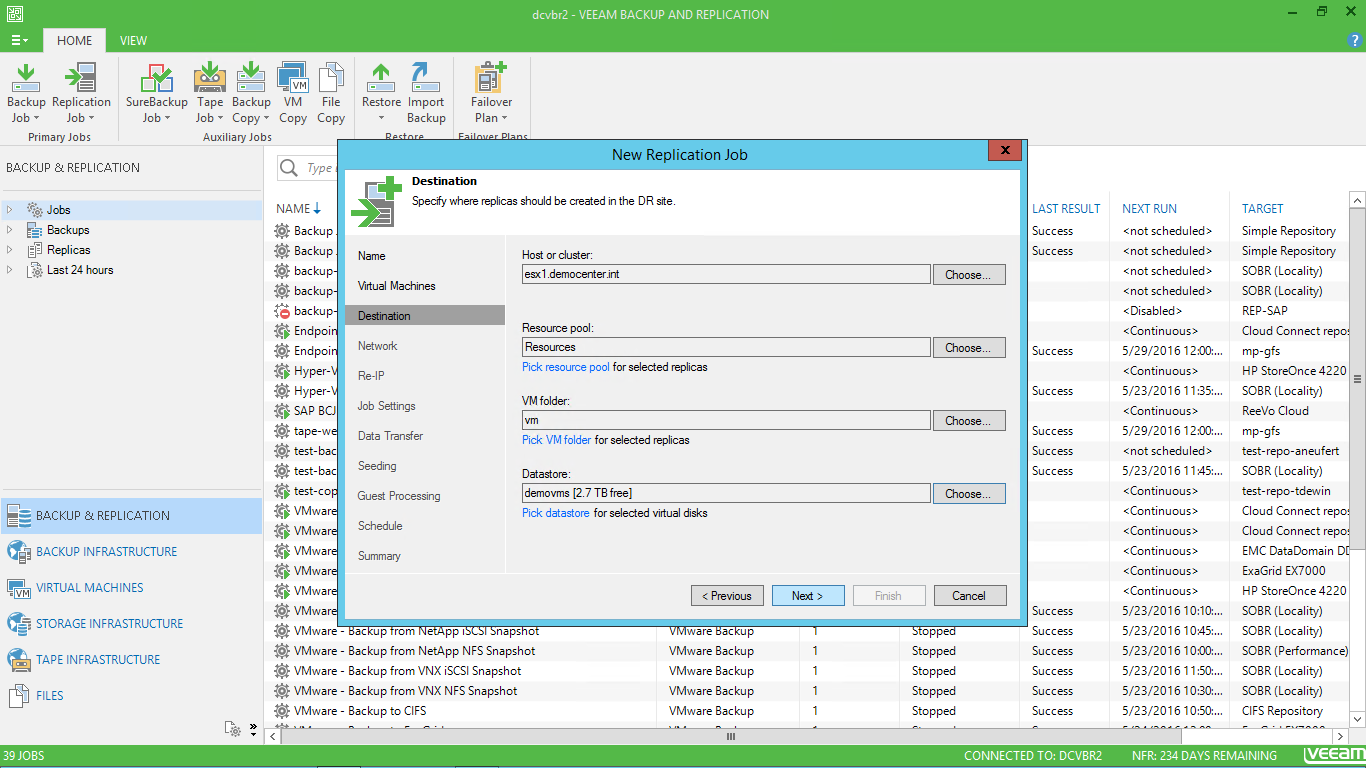 dcvbr2 - VEEAM BACKUP AND REPLICATION
HOME VIEW
?
Backup Job
Replication Job
SureBackup Job
Tape Job
Backup Copy
VM Copy
File Copy
Restore
Import Backup
Failover Plan
Primary Jobs
Auxiliary Jobs
Restore
Failover Plans
BACKUP & REPLICATION
Jobs
Backups
Replicas
Last 24 hours
BACKUP & REPLICATION
BACKUP INFRASTRUCTURE
VIRTUAL MACHINES
STORAGE INFRASTRUCTURE
TAPE INFRASTRUCTURE
FILES
Type
New Replication Job
X
Destination
Specify where replicas should be created in the DR site.
Name
Virtual Machines
Destination
Network
Re-IP
Job Settings
Data Transfer
Seeding
Guest Processing
Schedule
Summary
Host or cluster:
esx1.democenter.int Choose...
Resource pool:
Resources Choose...
Pick resource pool for selected replicas
VM folder:
vm Choose...
Pick VM folder for selected replicas
Datastore:
demovms [2.7 TB free] Choose...
Pick datastore for selected virtual disks
< Previous Next > Finish Cancel
NAME LAST RESULT NEXT RUN TARGET
Backup Success <not scheduled> Simple Repository
Backup Success <not scheduled> Simple Repository
backup- <not scheduled> SOBR (Locality)
backup- <not scheduled> SOBR (Locality)
backup- <Disabled> REP-SAP
Endpoin <Continuous> Cloud Connect repos
Endpoin Success 5/29/2016 12:00:... mp-gfs
Hyper-V <Continuous> HP StoreOnce 4220
Hyper-V Success 5/23/2016 11:35:... SOBR (Locality)
SAP BCJ <Continuous> ReeVo Cloud
tape-we Success 5/29/2016 12:00:... mp-gfs
test-bac Success <not scheduled> test-repo-aneufert
test-bac Success 5/23/2016 11:45:... SOBR (Locality)
test-cop <Continuous> test-repo-tdewin
VMware <Continuous> Cloud Connect repos
VMware <Continuous> Cloud Connect repos
VMware <Continuous> EMC DataDomain DD
VMware <Continuous> ExaGrid EX7000
VMware <Continuous> HP StoreOnce 4220
VMware Success 5/23/2016 10:10:... SOBR (Locality)
VMware - Backup from NetApp iSCSI Snapshot VMware Backup 1 Stopped Success 5/23/2016 10:45:... SOBR (Locality)
VMware - Backup from NetApp NFS Snapshot VMware Backup 1 Stopped Success 5/23/2016 10:00:... SOBR (Performance)
VMware - Backup from VNX iSCSI Snapshot VMware Backup 1 Stopped Success 5/23/2016 11:50:... SOBR (Locality)
VMware - Backup from VNX NFS Snapshot VMware Backup 1 Stopped Success 5/23/2016 10:30:... SOBR (Locality)
VMware - Backup to CIFS VMware Backup 1 Stopped Success 5/23/2016 10:50:... CIFS Repository
39 JOBS CONNECTED TO: DCVBR2 NFR: 234 DAYS REMAINING veeam